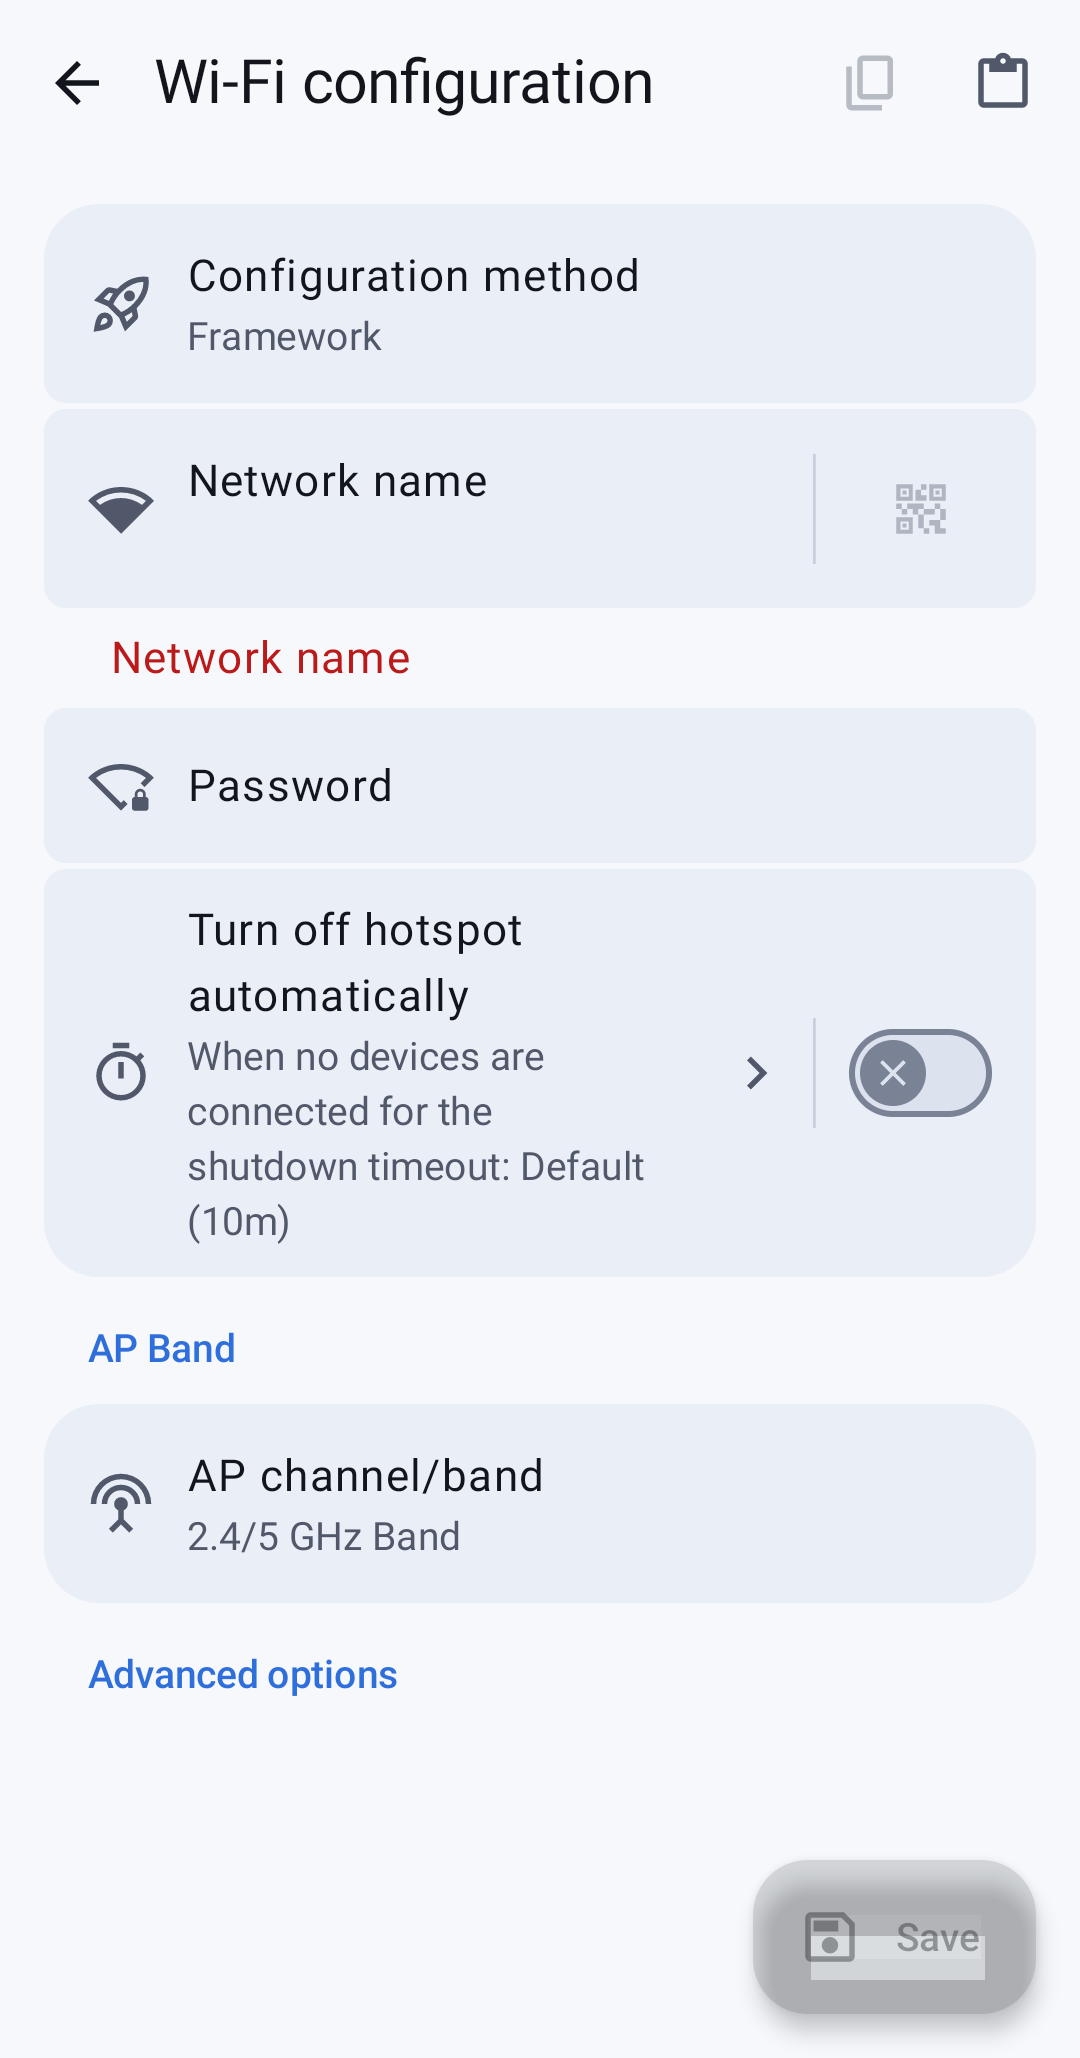 Wi-Fi configuration
Configuration method
Framework
Network name
Network name
Password
Turn off hotspot
automatically
When no devices are
connected for the
shutdown timeout: Default
(10m)
AP Band
AP channel/band
2.4/5 GHz Band
Advanced options
Save